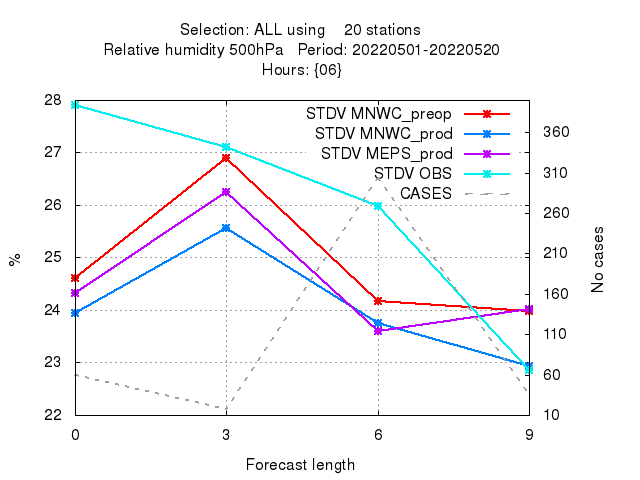 Selection: ALL using    20 stations
Relative humidity 500hPa   Period: 20220501-20220520
Hours: {06}
28
27
26
25
24
23
22
%
STDV MNWC_preop
STDV MNWC_prod
STDV MEPS_prod
STDV OBS
CASES
360
310
260
210
160
110
60
10
No cases
0 3 6 9
Forecast length